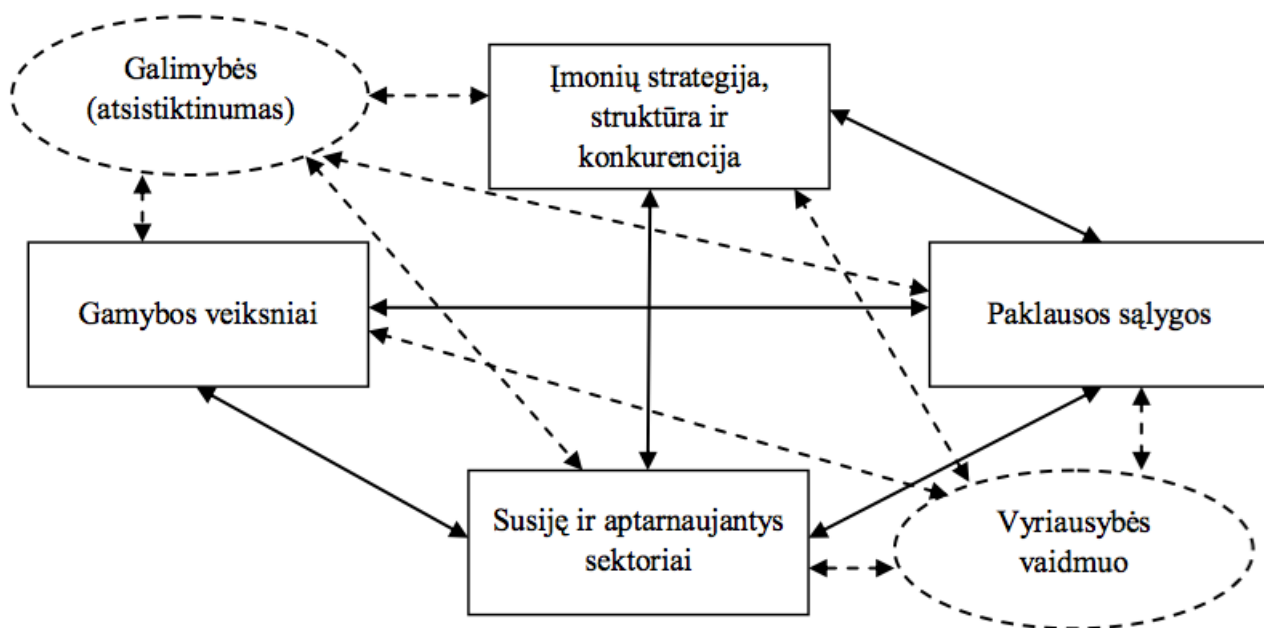 Galimybės
(atsistiktinumas)
Įmonių strategija,
struktūra ir
konkurencija
Gamybos veiksniai
Paklausos sąlygos
Susiję ir aptarnaujantys
sektoriai
Vyriausybės
vaidmuo